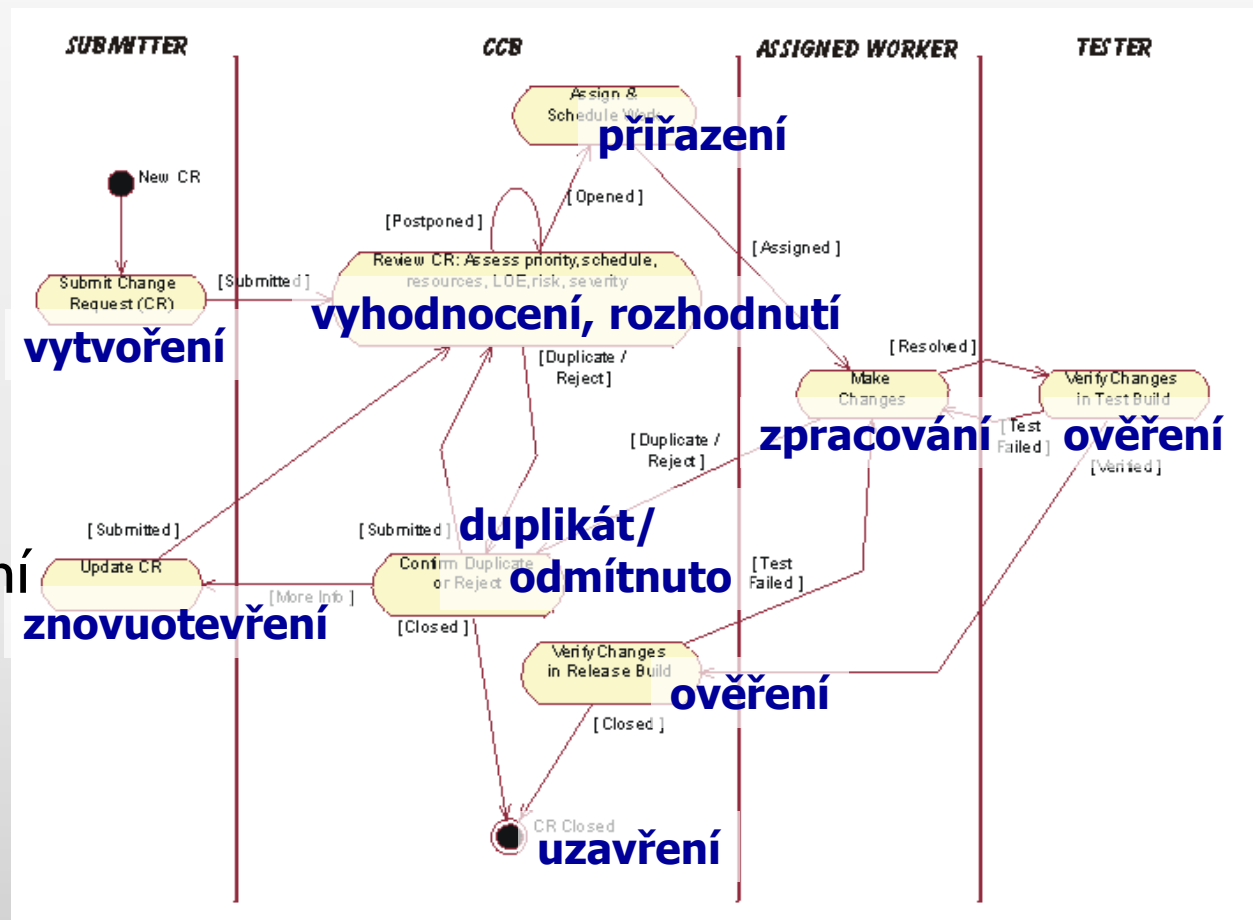 SUBMITTER
CCB
ASSIGNED WORKER
TESTER
Assign &
Schedule Work
přiřazení
New CR
[Opened]
[Postponed]
[Assigned]
Review CR: Assess priority, schedule,
resources, LOE, risk, severity
vyhodnocení, rozhodnutí
[Submitted]
Submit Change
Request (CR)
vytvoření
[Duplicate /
Reject]
[Resolved]
Make
Changes
zpracování
Verify Changes
in Test Build
ověření
[Test
Failed]
[Verified]
[Duplicate /
Reject]
[Submitted]
[Submitted]
duplikát/
odmítnuto
Confirm Duplicate
or Reject
Update CR
ní
[More Info]
znovuotevření
[Test
Failed]
[Closed]
Verify Changes
in Release Build
ověření
[Closed]
CR Closed
uzavření